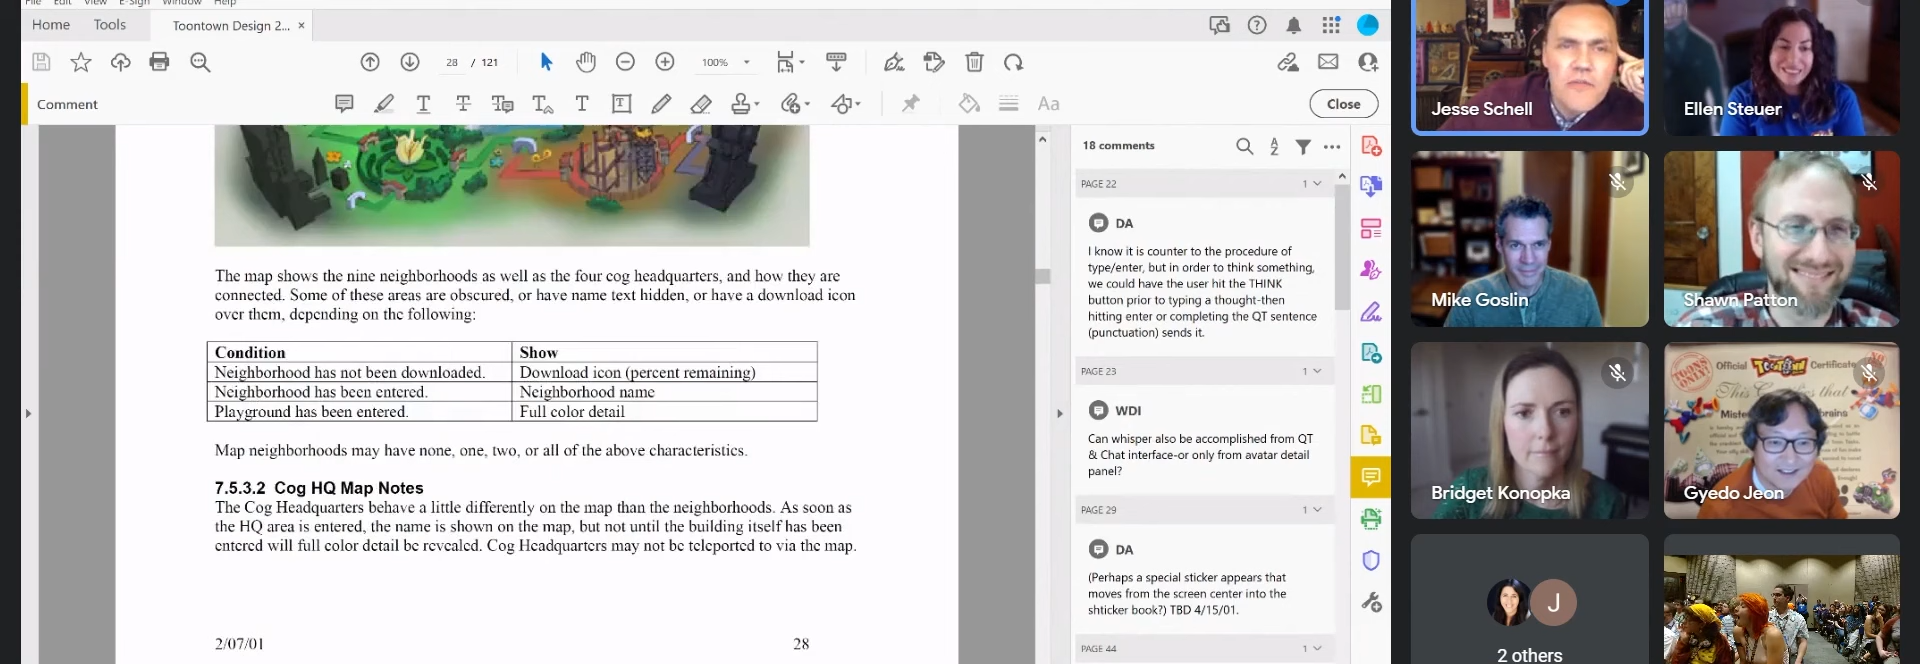 File Edit View E-Sign Window Help
Home Tools Toontown Design 2... ×
28 / 121 100%
Comment Aa Close
The map shows the nine neighborhoods as well as the four cog headquarters, and how they are
connected. Some of these areas are obscured, or have name text hidden, or have a download icon
over them, depending on the following:
Condition Show
Neighborhood has not been downloaded. Download icon (percent remaining)
Neighborhood has been entered. Neighborhood name
Playground has been entered. Full color detail
Map neighborhoods may have none, one, two, or all of the above characteristics.
7.5.3.2 Cog HQ Map Notes
The Cog Headquarters behave a little differently on the map than the neighborhoods. As soon as
the HQ area is entered, the name is shown on the map, but not until the building itself has been
entered will full color detail be revealed. Cog Headquarters may not be teleported to via the map.
2/07/01 28
18 comments
PAGE 22 1
DA
I know it is counter to the procedure of
type/enter, but in order to think something,
we could have the user hit the THINK
button prior to typing a thought-then
hitting enter or completing the QT sentence
(punctuation) sends it.
PAGE 23 1
WDI
Can whisper also be accomplished from QT
& Chat interface-or only from avatar detail
panel?
PAGE 29 1
DA
(Perhaps a special sticker appears that
moves from the screen center into the
shticker book?) TBD 4/15/01.
PAGE 44 1
Jesse Schell
Ellen Steuer
Mike Goslin
Shawn Patton
Bridget Konopka
Official Toontown Certificate
TOONS ONLY!
This Certifies that
Gyedo Jeon
J
2 others